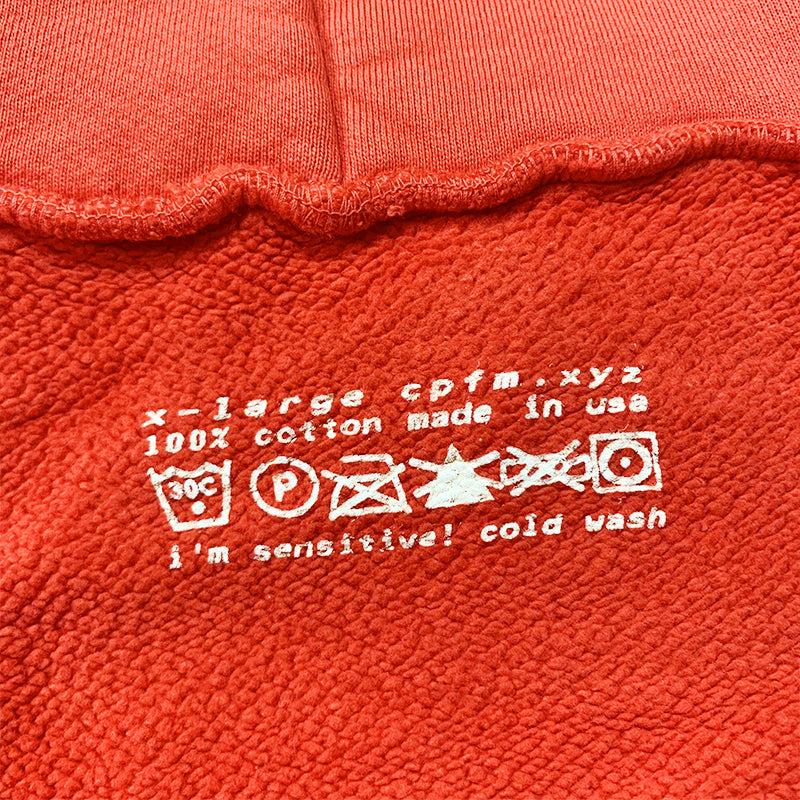 x-large cpfm.xyz
100% cotton made in usa
30C P
i'm sensitive! cold wash